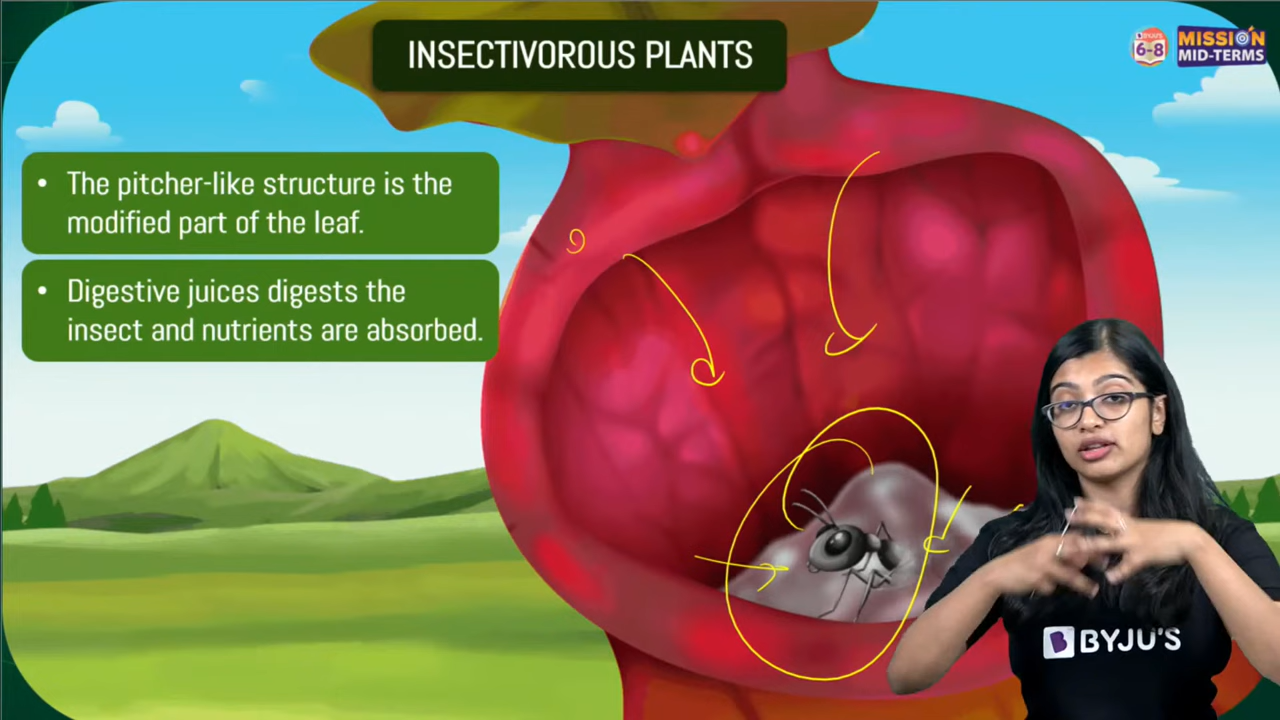 INSECTIVOROUS PLANTS
BYJU'S
6-8
MISSION
MID-TERMS
• The pitcher-like structure is the
modified part of the leaf.
• Digestive juices digests the
insect and nutrients are absorbed.
BYJU'S